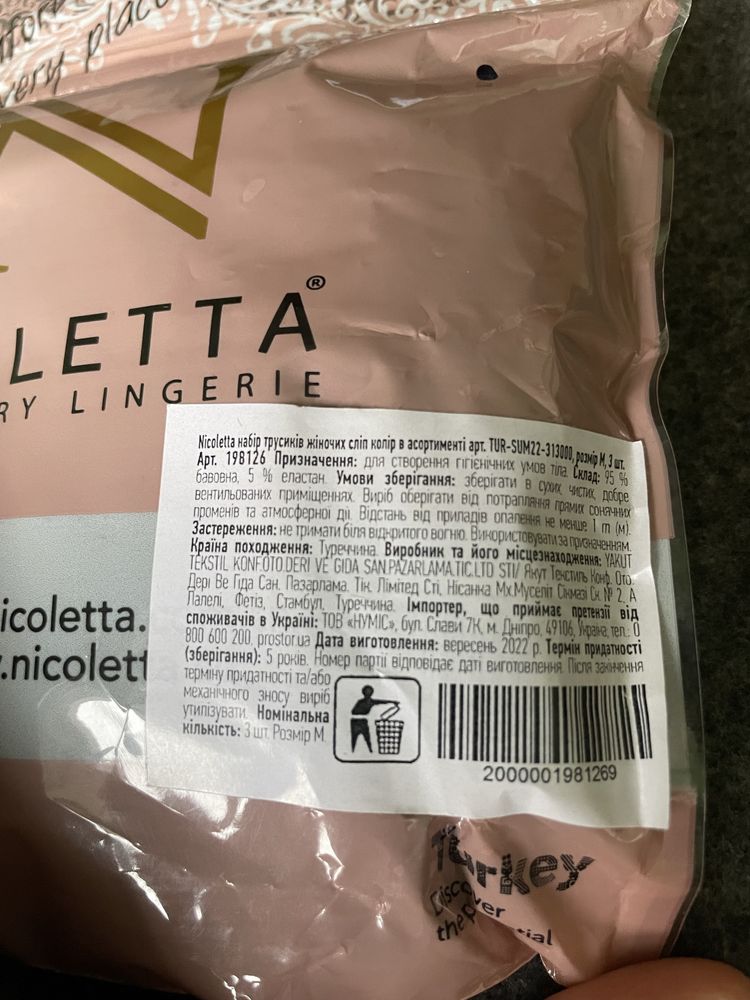 very place
LETTA®
RY LINGERIE
Nicoletta набір трусиків жіночих сліп колір в асортименті арт. TUR-SUM22-313000, розмір М, 3 шт.
Арт. 198126 Призначення: для створення гігієнічних умов тіла. Склад: 95 %
бавовна, 5 % еластан. Умови зберігання: зберігати в сухих, чистих, добре
вентильованих приміщеннях. Виріб оберігати від потрапляння прямих сонячних
променів та атмосферної дії. Відстань від приладів опалення не менше 1 m (м).
Застереження: не тримати біля відкритого вогню. Використовувати за призначенням.
Країна походження: Туреччина. Виробник та його місцезнаходження: YAKUT
TEKSTIL KONF.OTO.DERI VE GIDA SAN.PAZARLAMA.TIC.LTD STI/ Якут Текстиль Конф. Ото.
Дері Ве Гіда Сан. Пазарлама. Тік. Лімітед Сті, Нісанка Мх.Муселіт Сікмазі Ск. № 2, А
Лалелі, Фетіз, Стамбул, Туреччина. Імпортер, що приймає претензії від
споживачів в Україні: ТОВ «НУМІС», бул. Слави 7К, м. Дніпро, 49106, Україна, тел.: 0
800 600 200, prostor.ua Дата виготовлення: вересень 2022 р. Термін придатності
(зберігання): 5 років. Номер партії відповідає даті виготовлення. Після закінчення
терміну придатності та/або
механічного зносу виріб
утилізувати. Номінальна
кількість: 3 шт. Розмір М.
2000001981269
icoletta.
.nicolett
Turkey
Discover
the